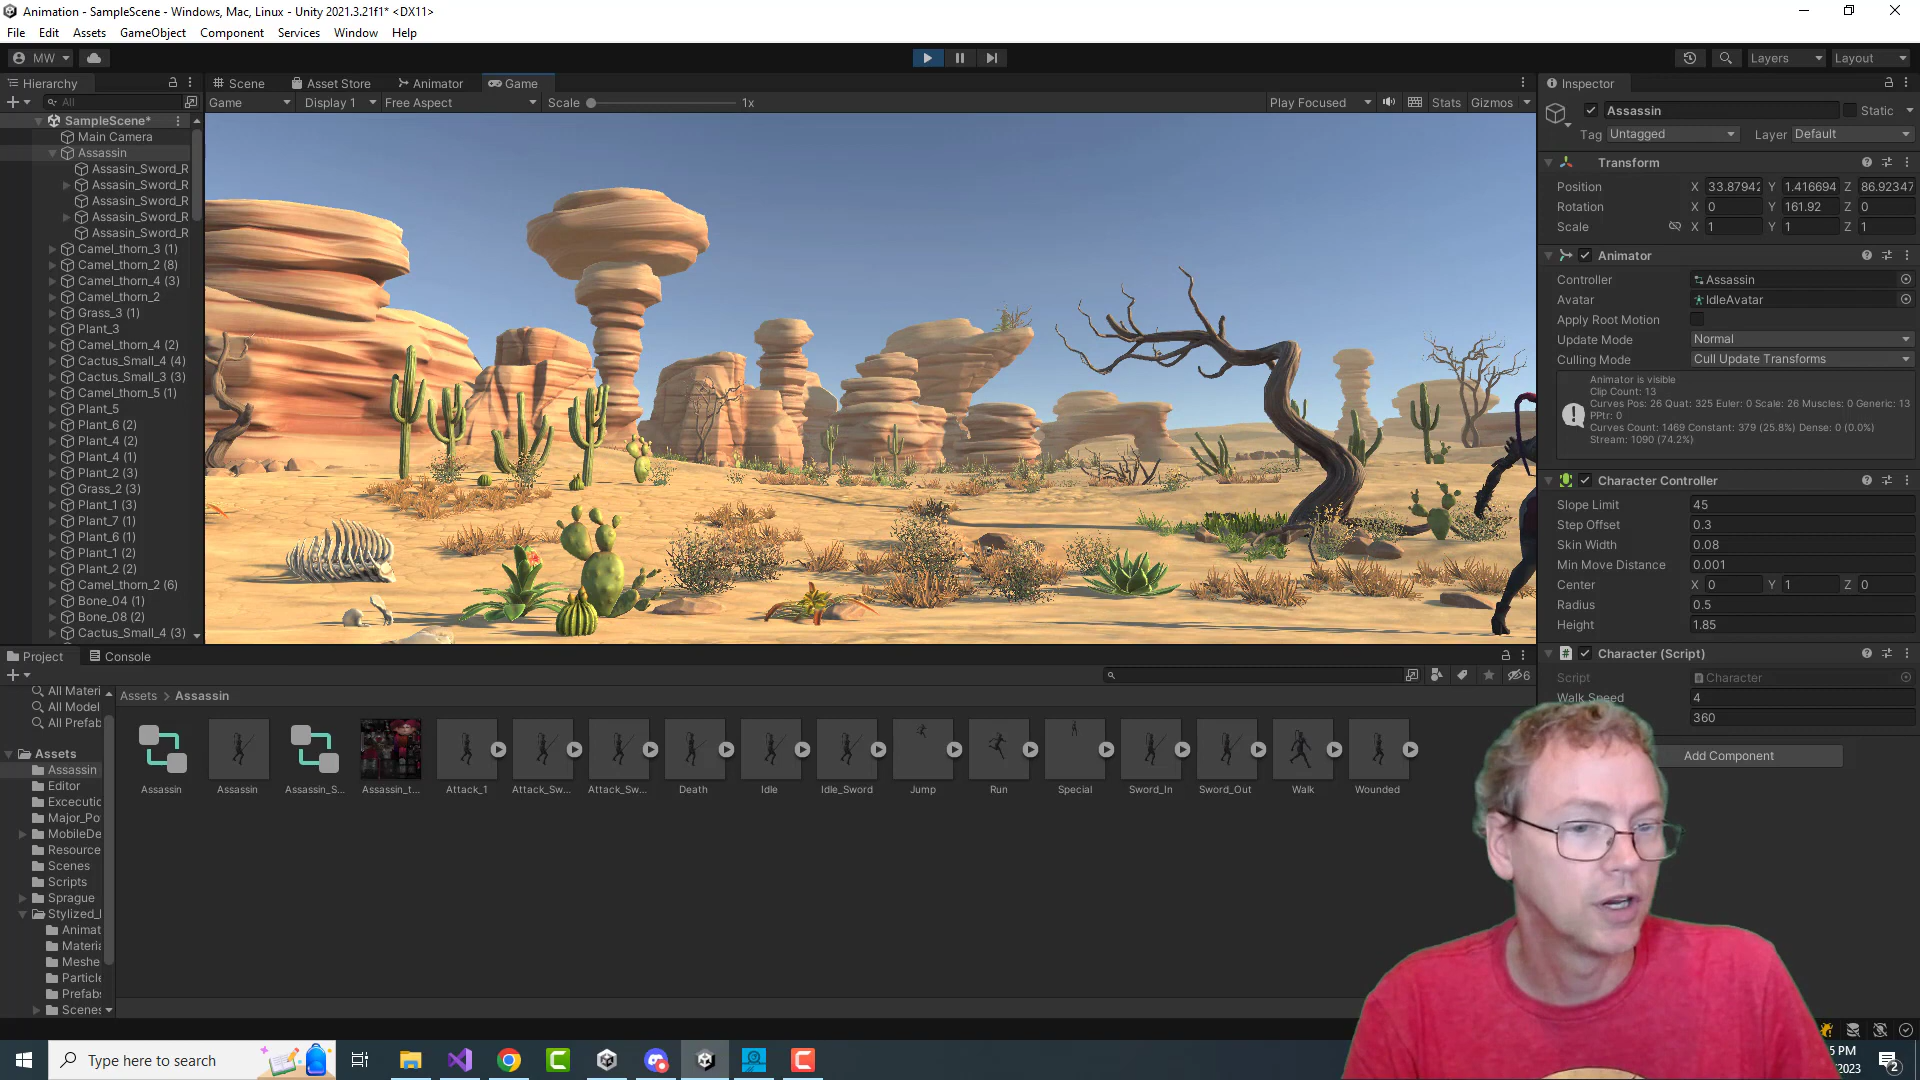 Animation - SampleScene - Windows, Mac, Linux - Unity 2021.3.21f1* <DX11>
File Edit Assets GameObject Component Services Window Help
MW
Layers
Layout
Hierarchy
Scene
Asset Store
Animator
Game
Inspector
All
Game
Display 1
Free Aspect
Scale
1x
Play Focused
Stats
Gizmos
SampleScene*
Main Camera
Assassin
Assasin_Sword_R
Assasin_Sword_R
Assasin_Sword_R
Assasin_Sword_R
Assasin_Sword_R
Camel_thorn_3 (1)
Camel_thorn_2 (8)
Camel_thorn_4 (3)
Camel_thorn_2
Grass_3 (1)
Plant_3
Camel_thorn_4 (2)
Cactus_Small_4 (4)
Cactus_Small_3 (3)
Camel_thorn_5 (1)
Plant_5
Plant_6 (2)
Plant_4 (2)
Plant_4 (1)
Plant_2 (3)
Grass_2 (3)
Plant_1 (3)
Plant_7 (1)
Plant_6 (1)
Plant_1 (2)
Plant_2 (2)
Camel_thorn_2 (6)
Bone_04 (1)
Bone_08 (2)
Cactus_Small_4 (3)
Assassin
Static
Tag Untagged
Layer Default
Transform
Position X 33.87942 Y 1.416694 Z 86.92347
Rotation X 0 Y 161.92 Z 0
Scale X 1 Y 1 Z 1
Animator
Controller Assassin
Avatar IdleAvatar
Apply Root Motion
Update Mode Normal
Culling Mode Cull Update Transforms
Animator is visible
Clip Count: 13
Curves Pos: 26 Quat: 325 Euler: 0 Scale: 26 Muscles: 0 Generic: 13
PPtr: 0
Curves Count: 1469 Constant: 379 (25.8%) Dense: 0 (0.0%)
Stream: 1090 (74.2%)
Character Controller
Slope Limit 45
Step Offset 0.3
Skin Width 0.08
Min Move Distance 0.001
Center X 0 Y 1 Z 0
Radius 0.5
Height 1.85
Character (Script)
Script Character
Walk Speed 4
360
Add Component
Project
Console
6
All Materi
All Model
All Prefab
Assets
Assassin
Editor
Excecutio
Major_Po
MobileDe
Resource
Scenes
Scripts
Sprague
Stylized_
Animat
Materia
Meshe
Particle
Prefabs
Scenes
Assets > Assassin
Assassin
Assassin
Assassin_S...
Assassin_t...
Attack_1
Attack_Sw...
Attack_Sw...
Death
Idle
Idle_Sword
Jump
Run
Special
Sword_In
Sword_Out
Walk
Wounded
Type here to search
5 PM
2023
2